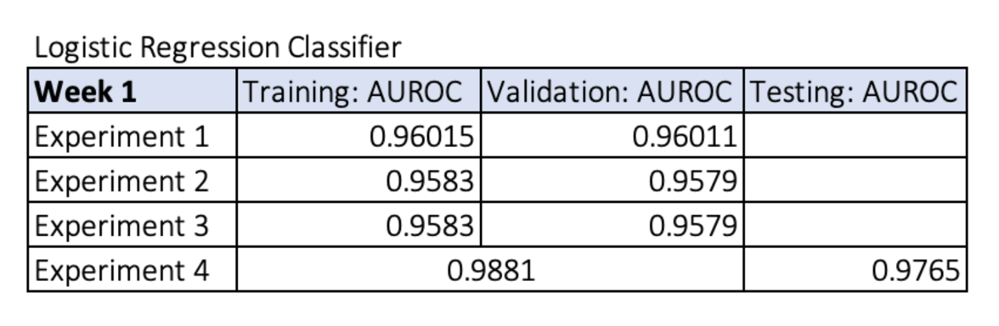 Logistic Regression Classifier
Week 1 Training: AUROC Validation: AUROC Testing: AUROC
Experiment 1 0.96015 0.96011
Experiment 2 0.9583 0.9579
Experiment 3 0.9583 0.9579
Experiment 4 0.9881 0.9765